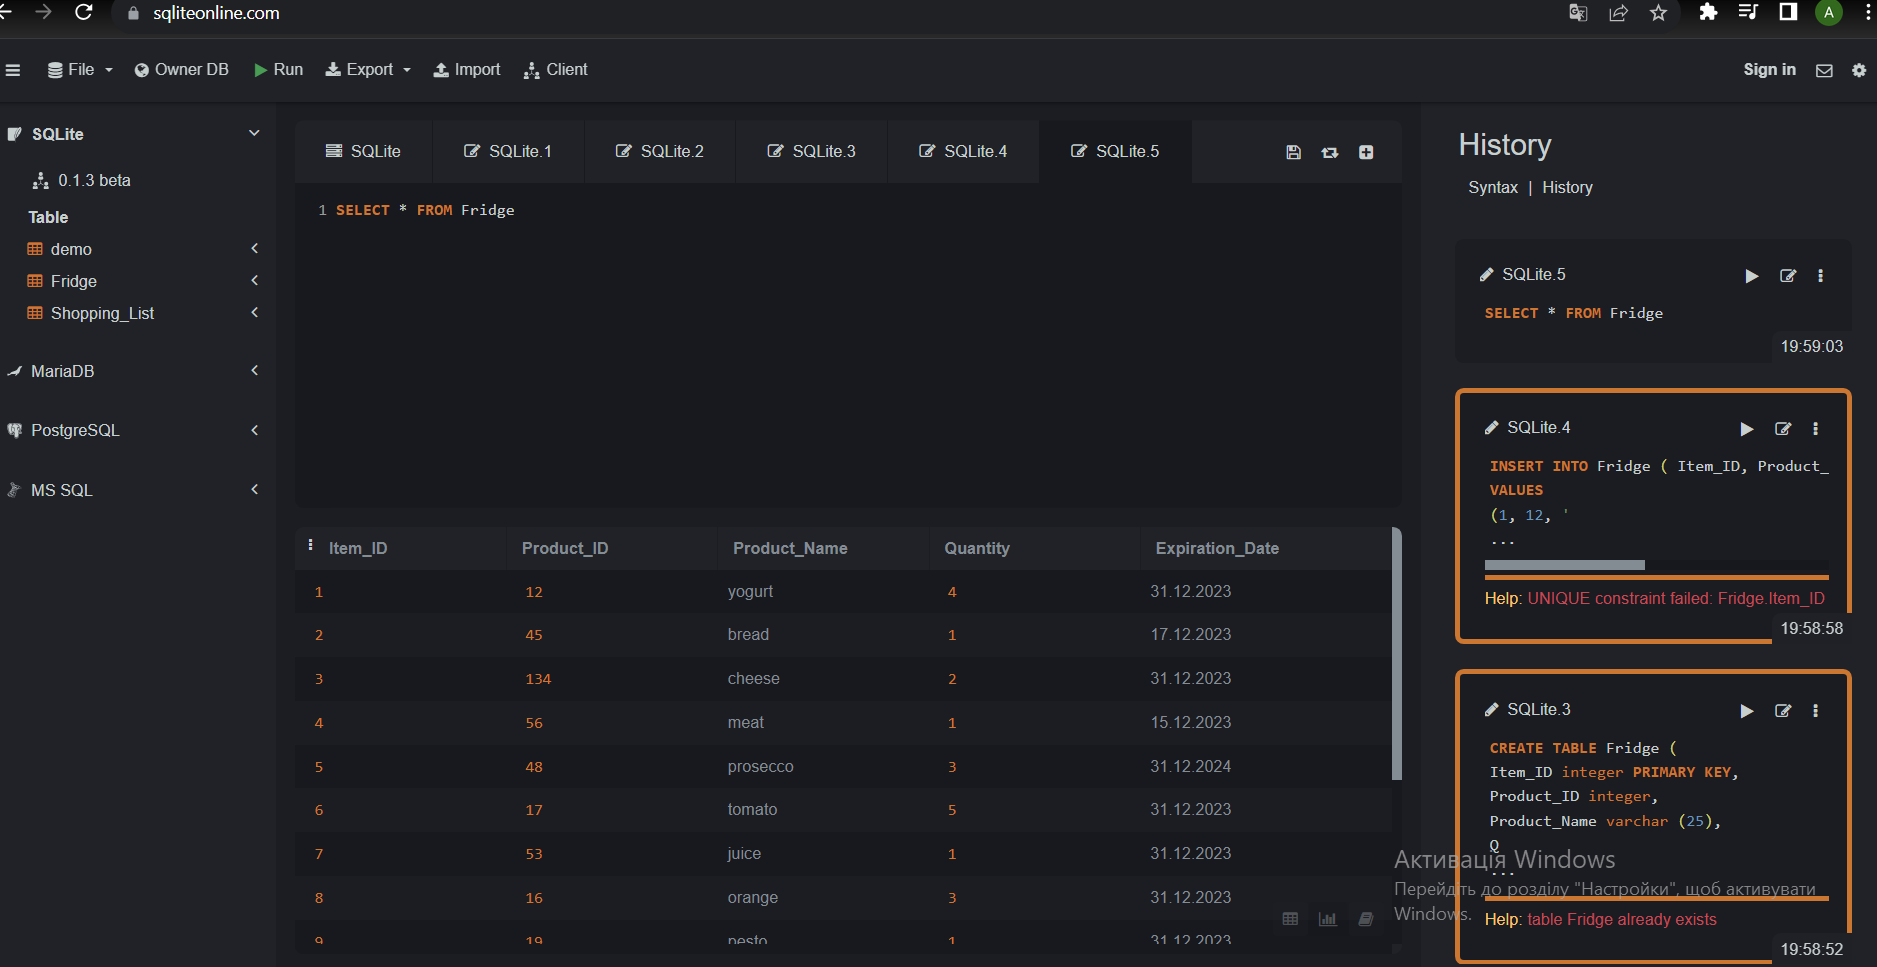 sqliteonline.com
A
File
Owner DB
Run
Export
Import
Client
Sign in
SQLite
0.1.3 beta
Table
demo
Fridge
Shopping_List
MariaDB
PostgreSQL
MS SQL
SQLite
SQLite.1
SQLite.2
SQLite.3
SQLite.4
SQLite.5
1 SELECT * FROM Fridge
Item_ID Product_ID Product_Name Quantity Expiration_Date
1 12 yogurt 4 31.12.2023
2 45 bread 1 17.12.2023
3 134 cheese 2 31.12.2023
4 56 meat 1 15.12.2023
5 48 prosecco 3 31.12.2024
6 17 tomato 5 31.12.2023
7 53 juice 1 31.12.2023
8 16 orange 3 31.12.2023
9 19 pesto 1 31.12.2023
History
Syntax | History
SQLite.5
SELECT * FROM Fridge
19:59:03
SQLite.4
INSERT INTO Fridge ( Item_ID, Product_
VALUES
(1, 12, '
...
Help: UNIQUE constraint failed: Fridge.Item_ID
19:58:58
SQLite.3
CREATE TABLE Fridge (
Item_ID integer PRIMARY KEY,
Product_ID integer,
Product_Name varchar (25),
Q
...
Help: table Fridge already exists
19:58:52
Активація Windows
Перейдіть до розділу "Настройки", щоб активувати
Windows.